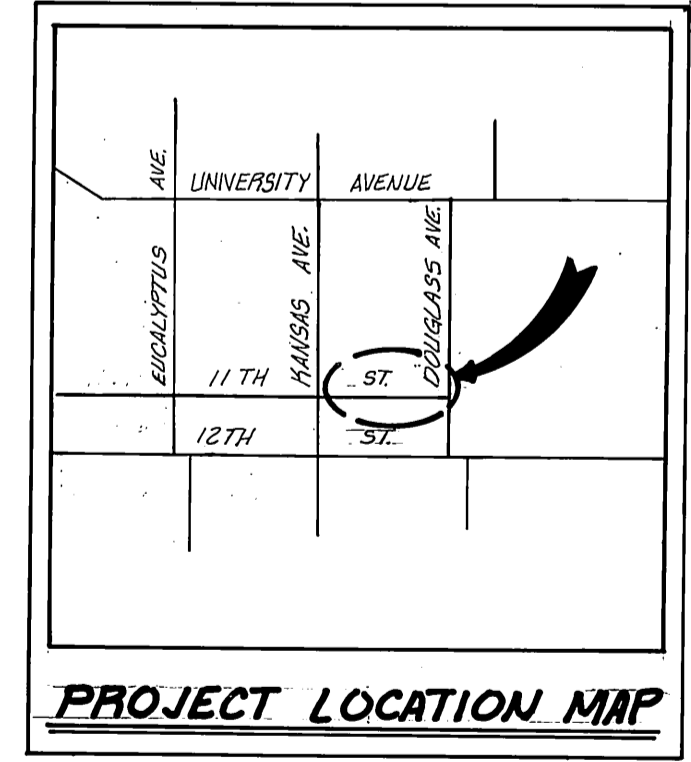 UNIVERSITY AVENUE
EUCALYPTUS AVE.
KANSAS AVE.
DOUGLASS AVE.
11TH ST.
12TH ST.
PROJECT LOCATION MAP